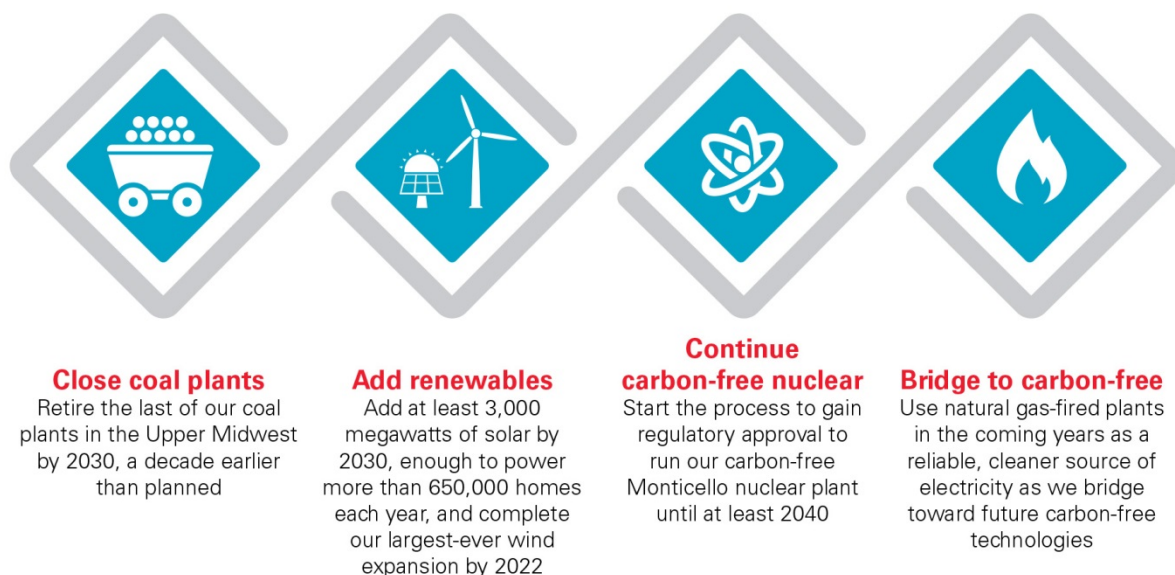 Close coal plants
Retire the last of our coal
plants in the Upper Midwest
by 2030, a decade earlier
than planned
Add renewables
Add at least 3,000
megawatts of solar by
2030, enough to power
more than 650,000 homes
each year, and complete
our largest-ever wind
expansion by 2022
Continue
carbon-free nuclear
Start the process to gain
regulatory approval to
run our carbon-free
Monticello nuclear plant
until at least 2040
Bridge to carbon-free
Use natural gas-fired plants
in the coming years as a
reliable, cleaner source of
electricity as we bridge
toward future carbon-free
technologies